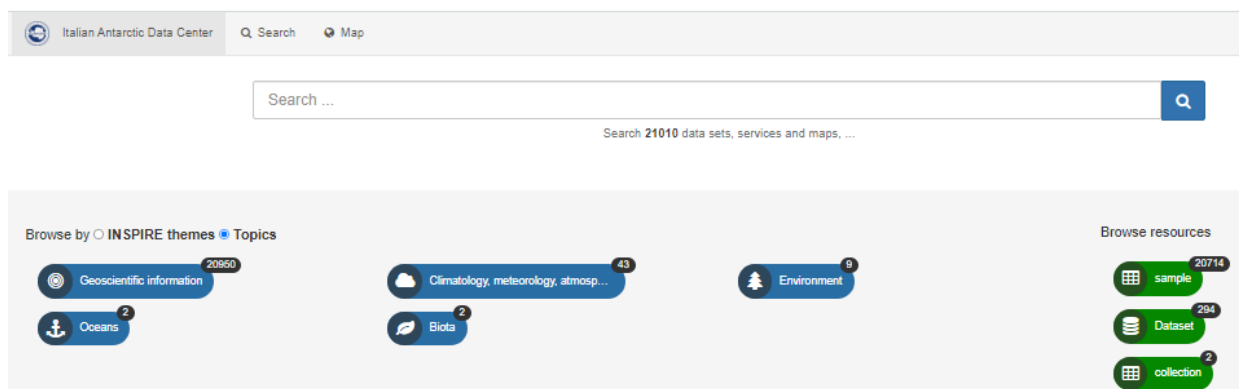 Italian Antarctic Data Center Search Map
Search ...
Search 21010 data sets, services and maps, ...
Browse by INSPIRE themes Topics
Browse resources
Geoscientific information 20950
Climatology, meteorology, atmosp... 43
Environment 9
sample 20714
Oceans 2
Biota 2
Dataset 294
collection 2